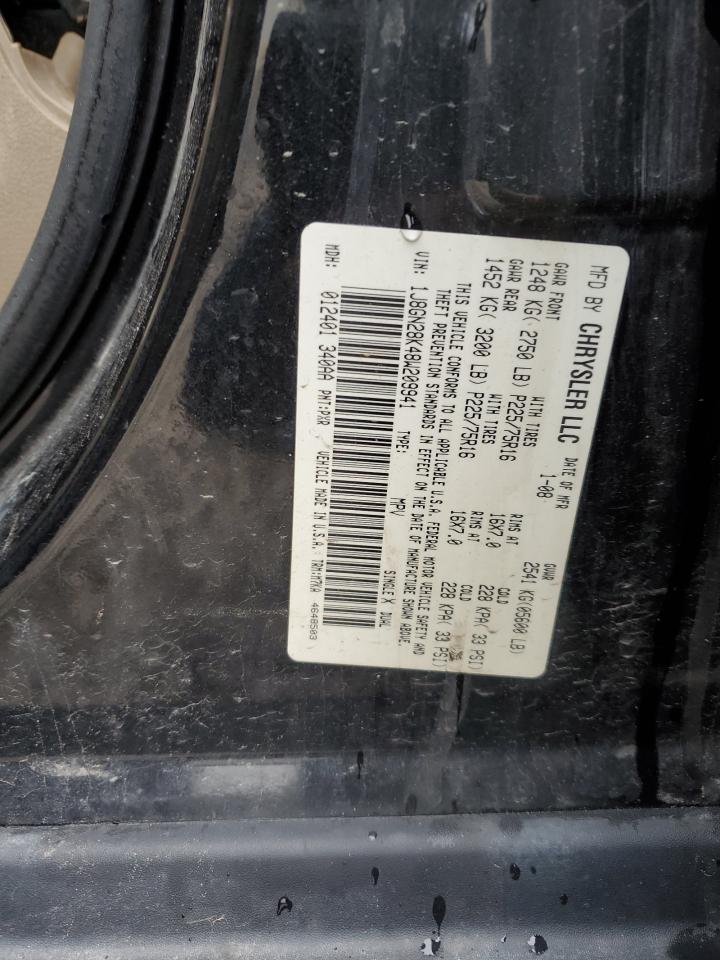 MFD BY CHRYSLER LLC DATE OF MFR 1-08 GVWR 2541 KG(05600 LB)
GAWR FRONT WITH TIRES RIMS AT COLD
1248 KG( 2750 LB) P225/75R16 16X7.0 228 KPA( 33 PSI)
GAWR REAR WITH TIRES RIMS AT COLD
1452 KG( 3200 LB) P225/75R16 16X7.0 228 KPA( 33 PSI)
THIS VEHICLE CONFORMS TO ALL APPLICABLE U.S.A. FEDERAL MOTOR VEHICLE SAFETY AND
THEFT PREVENTION STANDARDS IN EFFECT ON THE DATE OF MANUFACTURE SHOWN ABOVE.
VIN: 1J8GN28K48W209941 TYPE: MPV SINGLE X DUAL
MDH: 012401 340AA PNT:PXR VEHICLE MADE IN U.S.A. TRM:M7KA 4648503